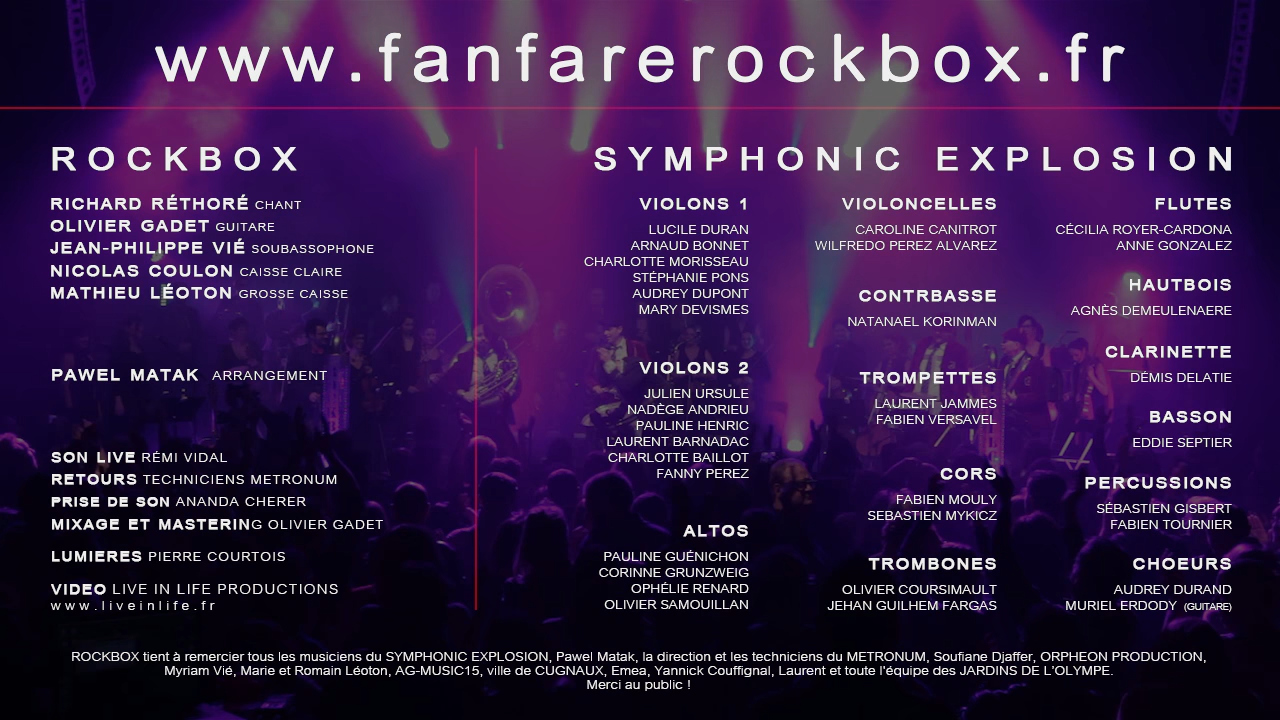 www.fanfarerockbox.fr
ROCKBOX
RICHARD RÉTHORÉ CHANT
OLIVIER GADET GUITARE
JEAN-PHILIPPE VIÉ SOUBASSOPHONE
NICOLAS COULON CAISSE CLAIRE
MATHIEU LÉOTON GROSSE CAISSE
PAWEL MATAK ARRANGEMENT
SON LIVE RÉMI VIDAL
RETOURS TECHNICIENS METRONUM
PRISE DE SON ANANDA CHERER
MIXAGE ET MASTERING OLIVIER GADET
LUMIERES PIERRE COURTOIS
VIDEO LIVE IN LIFE PRODUCTIONS
www.liveinlife.fr
SYMPHONIC EXPLOSION
VIOLONS 1
LUCILE DURAN
ARNAUD BONNET
CHARLOTTE MORISSEAU
STÉPHANIE PONS
AUDREY DUPONT
MARY DEVISMES
VIOLONS 2
JULIEN URSULE
NADÈGE ANDRIEU
PAULINE HENRIC
LAURENT BARNADAC
CHARLOTTE BAILLOT
FANNY PEREZ
ALTOS
PAULINE GUÉNICHON
CORINNE GRUNZWEIG
OPHÉLIE RENARD
OLIVIER SAMOUILLAN
VIOLONCELLES
CAROLINE CANITROT
WILFREDO PEREZ ALVAREZ
CONTRBASSE
NATANAEL KORINMAN
TROMPETTES
LAURENT JAMMES
FABIEN VERSAVEL
CORS
FABIEN MOULY
SEBASTIEN MYKICZ
TROMBONES
OLIVIER COURSIMAULT
JEHAN GUILHEM FARGAS
FLUTES
CÉCILIA ROYER-CARDONA
ANNE GONZALEZ
HAUTBOIS
AGNÈS DEMEULENAERE
CLARINETTE
DÉMIS DELATIE
BASSON
EDDIE SEPTIER
PERCUSSIONS
SÉBASTIEN GISBERT
FABIEN TOURNIER
CHOEURS
AUDREY DURAND
MURIEL ERDODY (GUITARE)
ROCKBOX tient à remercier tous les musiciens du SYMPHONIC EXPLOSION, Pawel Matak, la direction et les techniciens du METRONUM, Soufiane Djaffer, ORPHEON PRODUCTION,
Myriam Vié, Marie et Romain Léoton, AG-MUSIC15, ville de CUGNAUX, Emea, Yannick Couffignal, Laurent et toute l'équipe des JARDINS DE L'OLYMPE.
Merci au public !